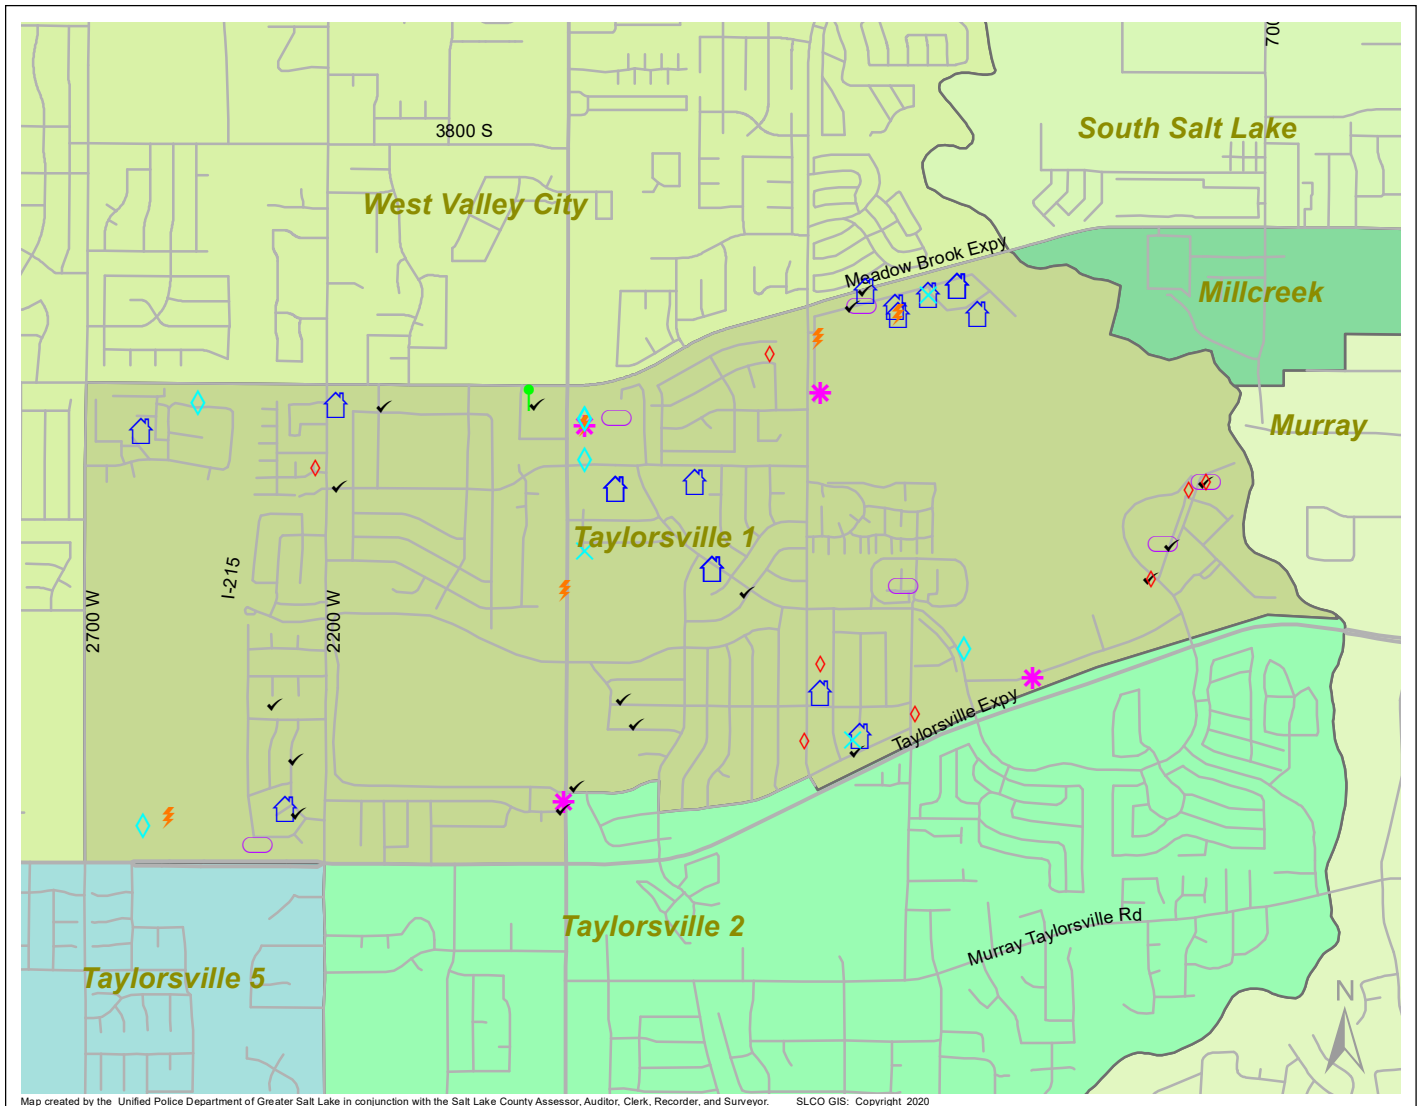 700
South Salt Lake
3800 S
West Valley City
Meadow Brook Expy
Millcreek
Murray
Taylorsville 1
I-215
2700 W
2200 W
Taylorsville Expy
Taylorsville 2
Murray Taylorsville Rd
Taylorsville 5
N
Map created by the Unified Police Department of Greater Salt Lake in conjunction with the Salt Lake County Assessor, Auditor, Clerk, Recorder, and Surveyor. SLCO GIS: Copyright 2020